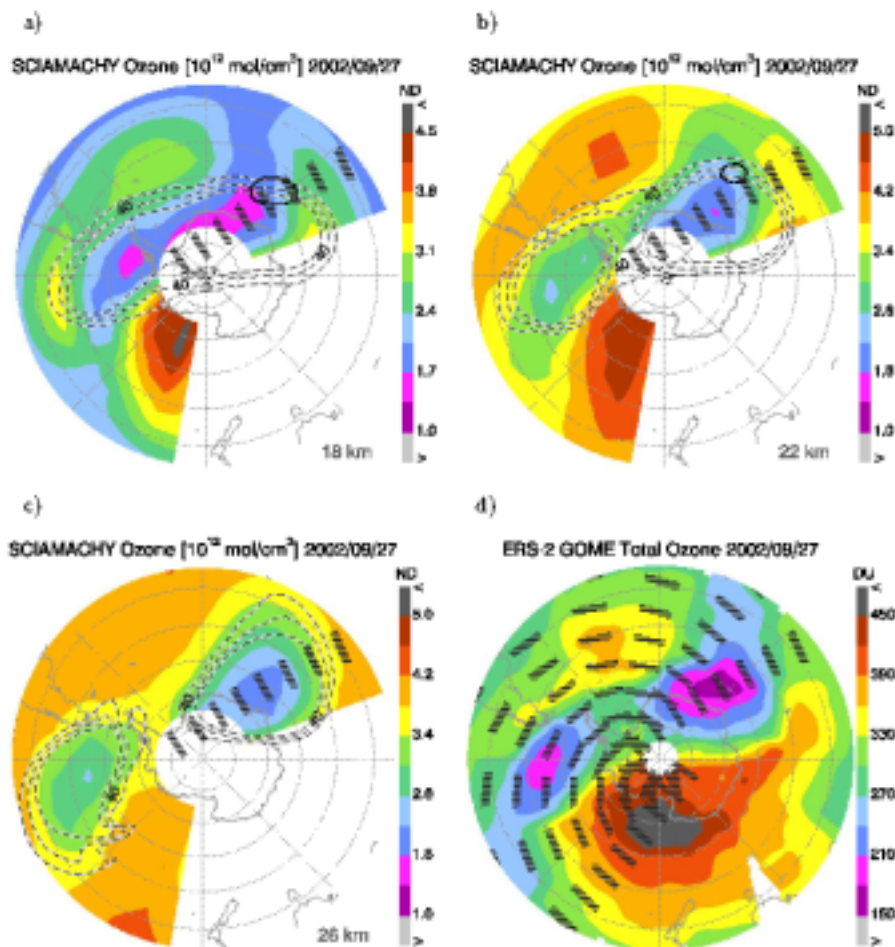 a)
SCIAMACHY Ozone [10¹² mol/cm³] 2002/09/27
ND
<
4.5
3.8
3.1
2.4
1.7
1.0
>
18 km
b)
SCIAMACHY Ozone [10¹² mol/cm³] 2002/09/27
ND
<
5.0
4.2
3.4
2.6
1.8
1.0
>
22 km
c)
SCIAMACHY Ozone [10¹² mol/cm³] 2002/09/27
ND
<
5.0
4.2
3.4
2.6
1.8
1.0
>
26 km
d)
ERS-2 GOME Total Ozone 2002/09/27
DU
<
450
390
330
270
210
150
>